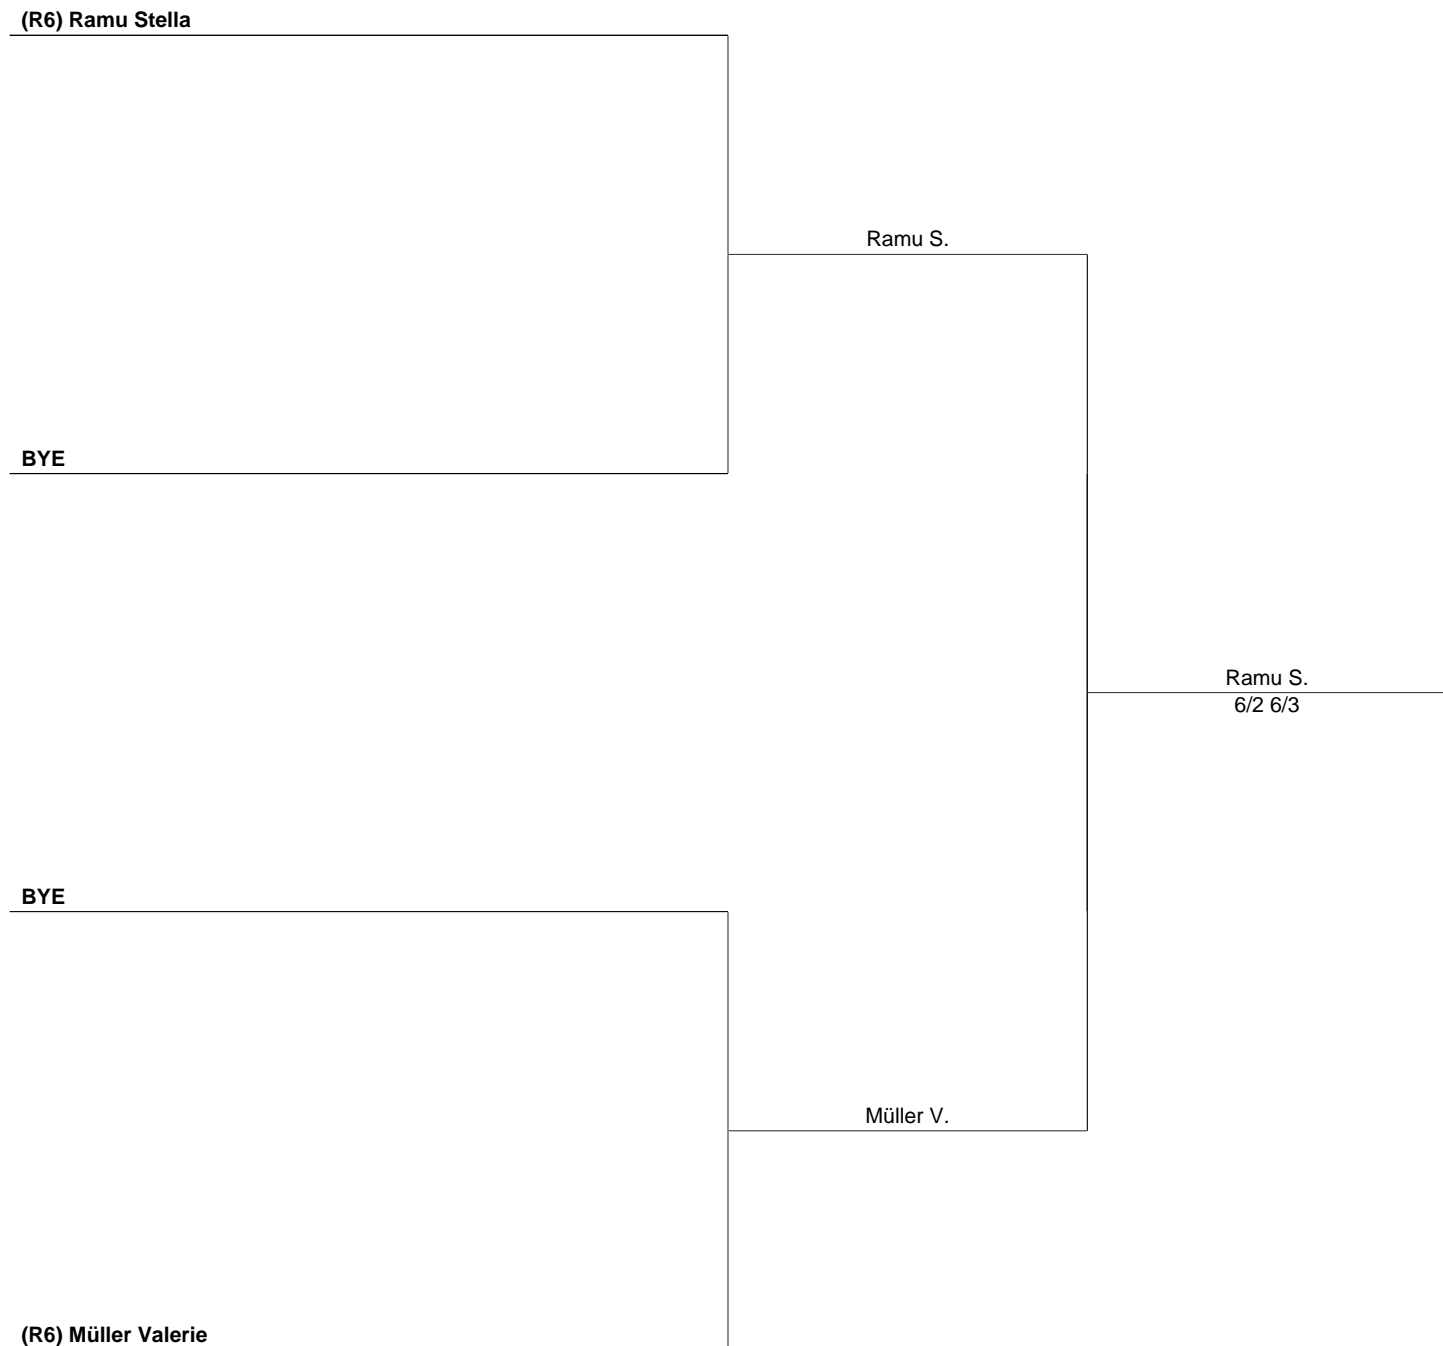 (R6) Ramu Stella
Ramu S.
BYE
Ramu S.
6/2 6/3
BYE
Müller V.
(R6) Müller Valerie